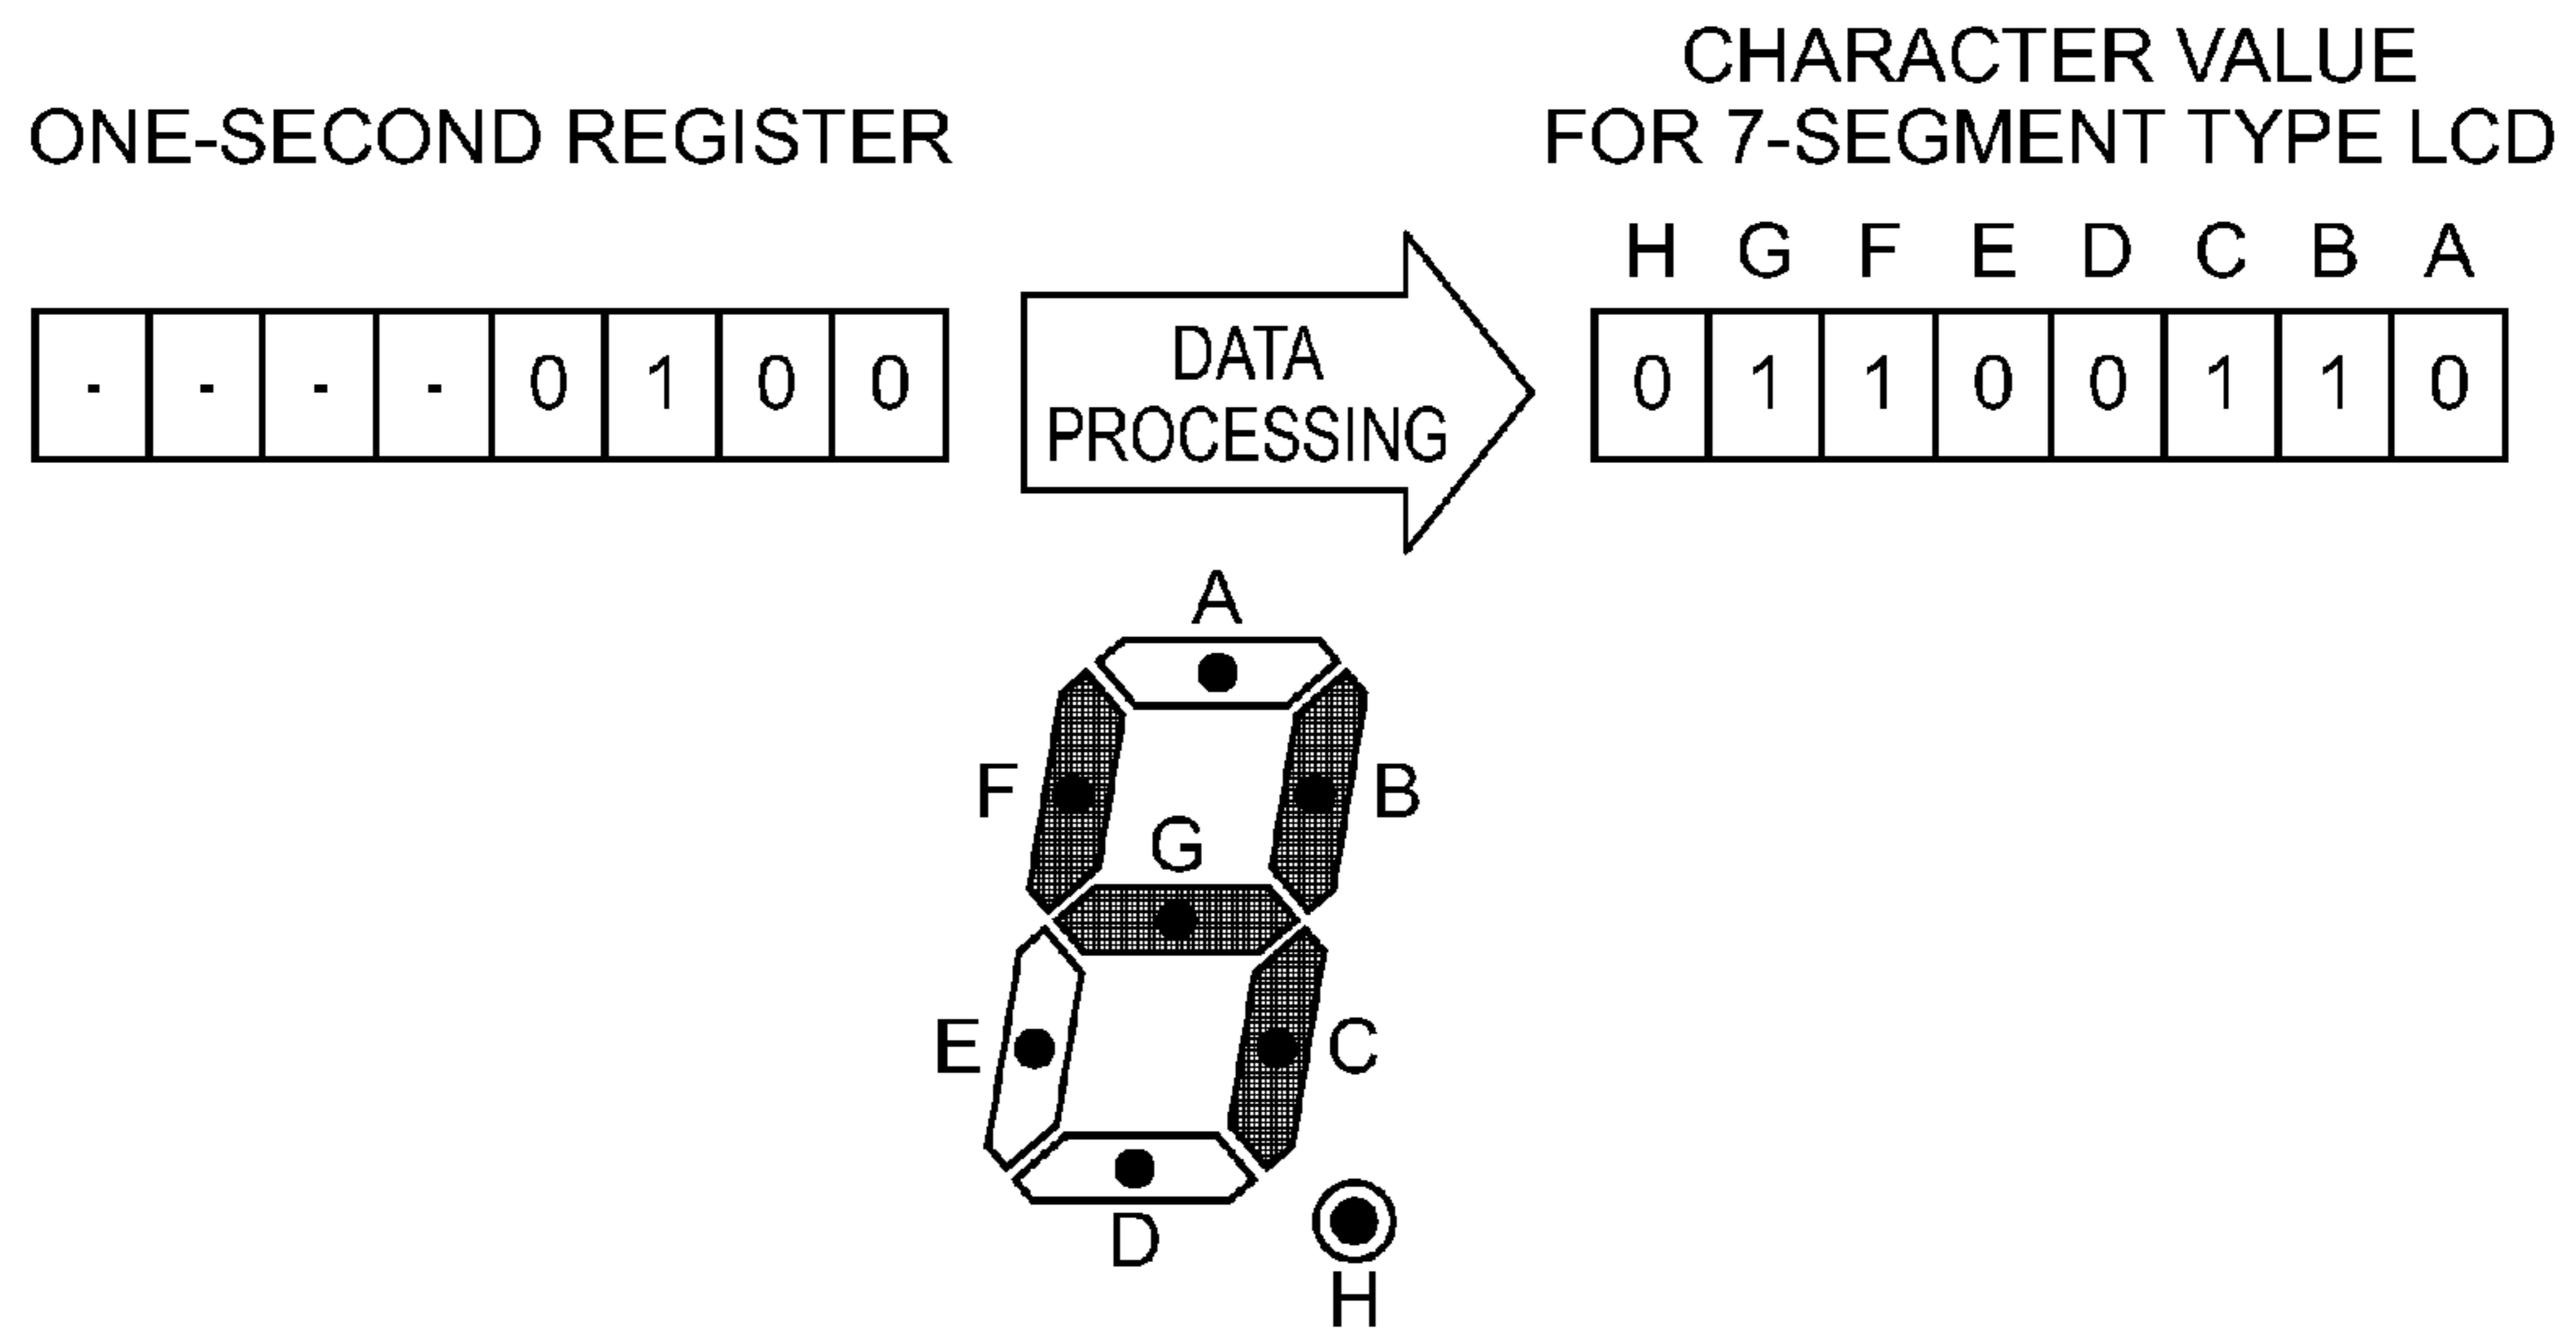 ONE-SECOND REGISTER
CHARACTER VALUE
FOR 7-SEGMENT TYPE LCD
H G F E D C B A
- - - - 0 1 0 0
DATA
PROCESSING
0 1 1 0 0 1 1 0
A
F
B
G
E
C
D
H